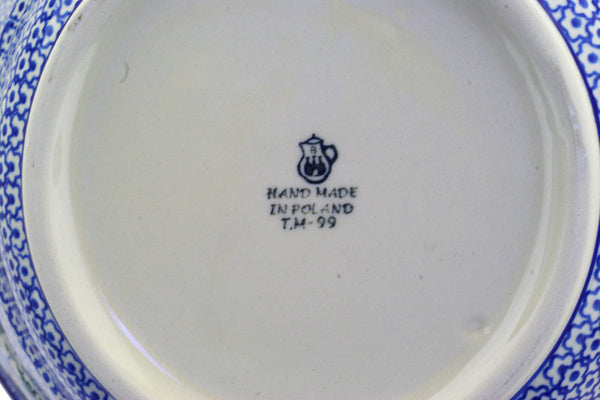 B
HAND MADE
IN POLAND
T.M-99